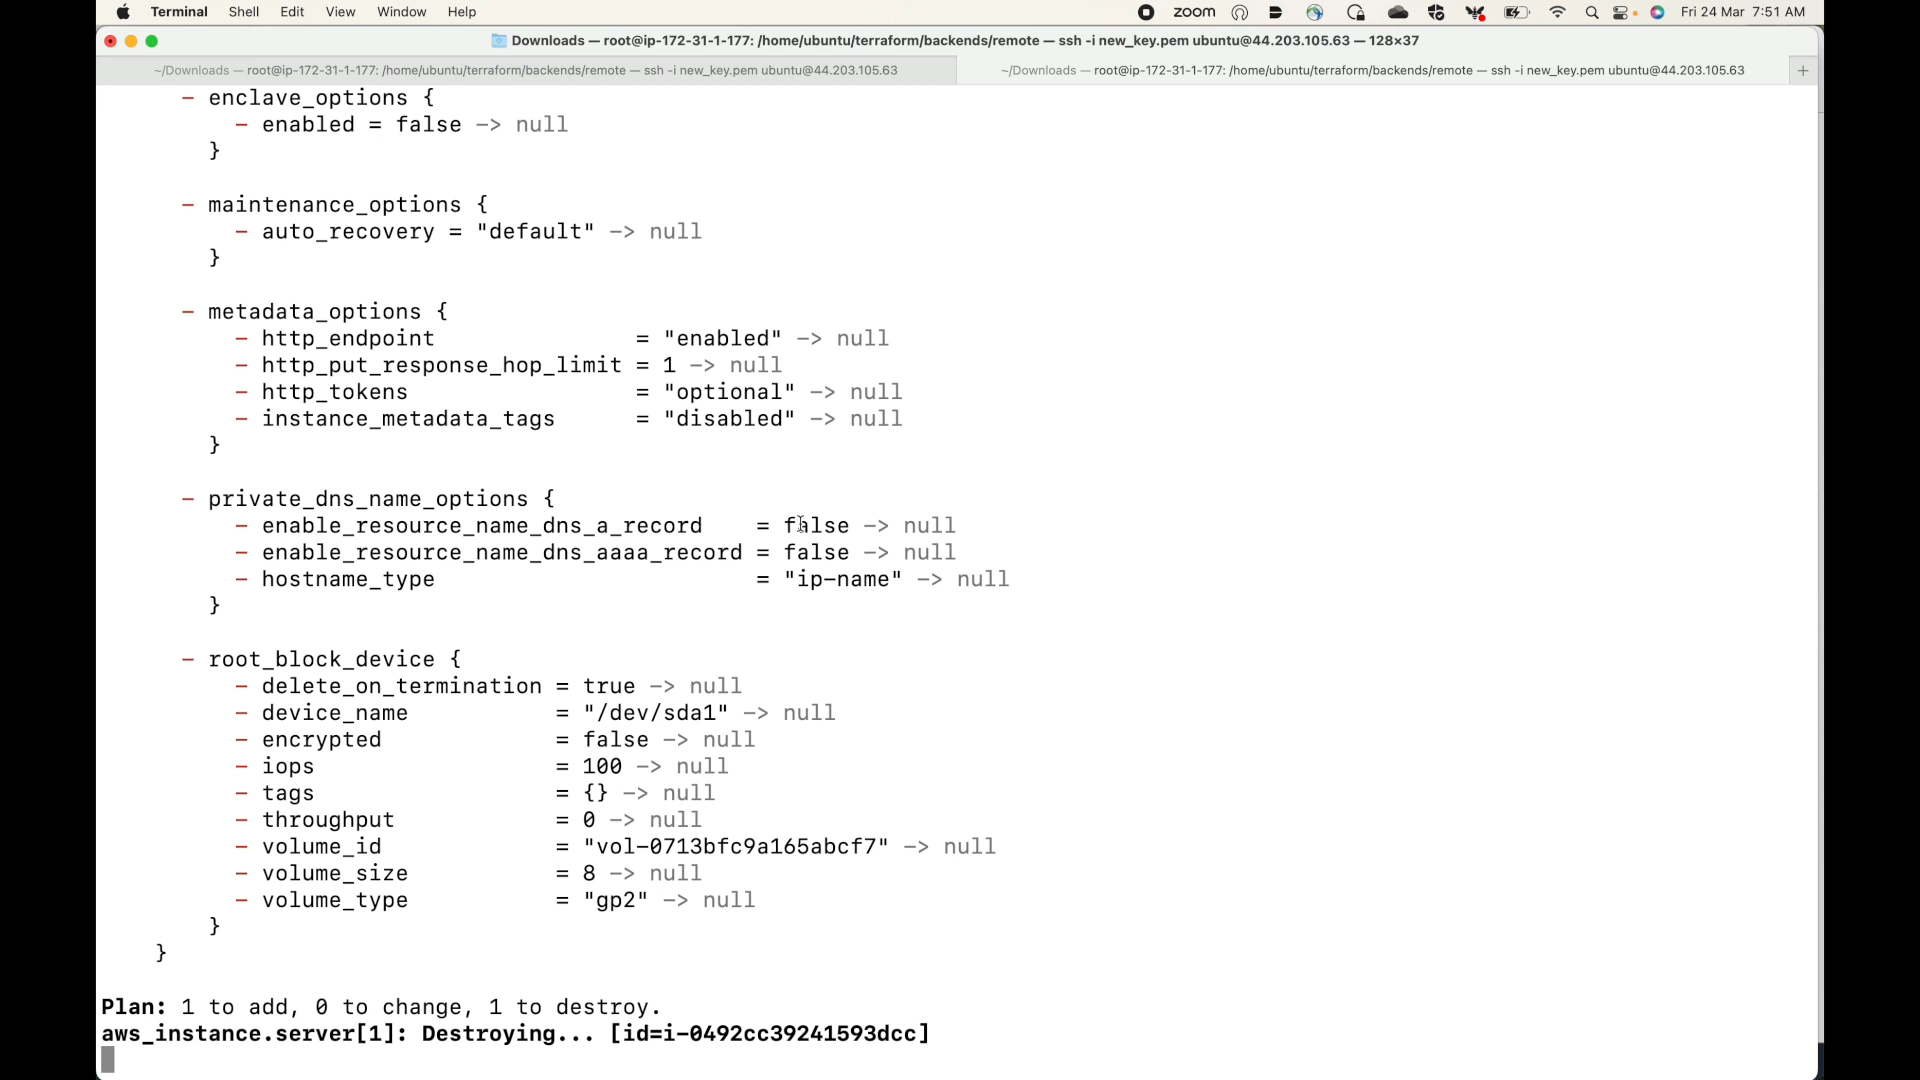 Terminal Shell Edit View Window Help zoom Fri 24 Mar 7:51 AM
Downloads — root@ip-172-31-1-177: /home/ubuntu/terraform/backends/remote — ssh -i new_key.pem ubuntu@44.203.105.63 — 128×37
~/Downloads — root@ip-172-31-1-177: /home/ubuntu/terraform/backends/remote — ssh -i new_key.pem ubuntu@44.203.105.63 ~/Downloads — root@ip-172-31-1-177: /home/ubuntu/terraform/backends/remote — ssh -i new_key.pem ubuntu@44.203.105.63 +
- enclave_options {
- enabled = false -> null
}
- maintenance_options {
- auto_recovery = "default" -> null
}
- metadata_options {
- http_endpoint = "enabled" -> null
- http_put_response_hop_limit = 1 -> null
- http_tokens = "optional" -> null
- instance_metadata_tags = "disabled" -> null
}
- private_dns_name_options {
- enable_resource_name_dns_a_record = false -> null
- enable_resource_name_dns_aaaa_record = false -> null
- hostname_type = "ip-name" -> null
}
- root_block_device {
- delete_on_termination = true -> null
- device_name = "/dev/sda1" -> null
- encrypted = false -> null
- iops = 100 -> null
- tags = {} -> null
- throughput = 0 -> null
- volume_id = "vol-0713bfc9a165abcf7" -> null
- volume_size = 8 -> null
- volume_type = "gp2" -> null
}
}
Plan: 1 to add, 0 to change, 1 to destroy.
aws_instance.server[1]: Destroying... [id=i-0492cc39241593dcc]